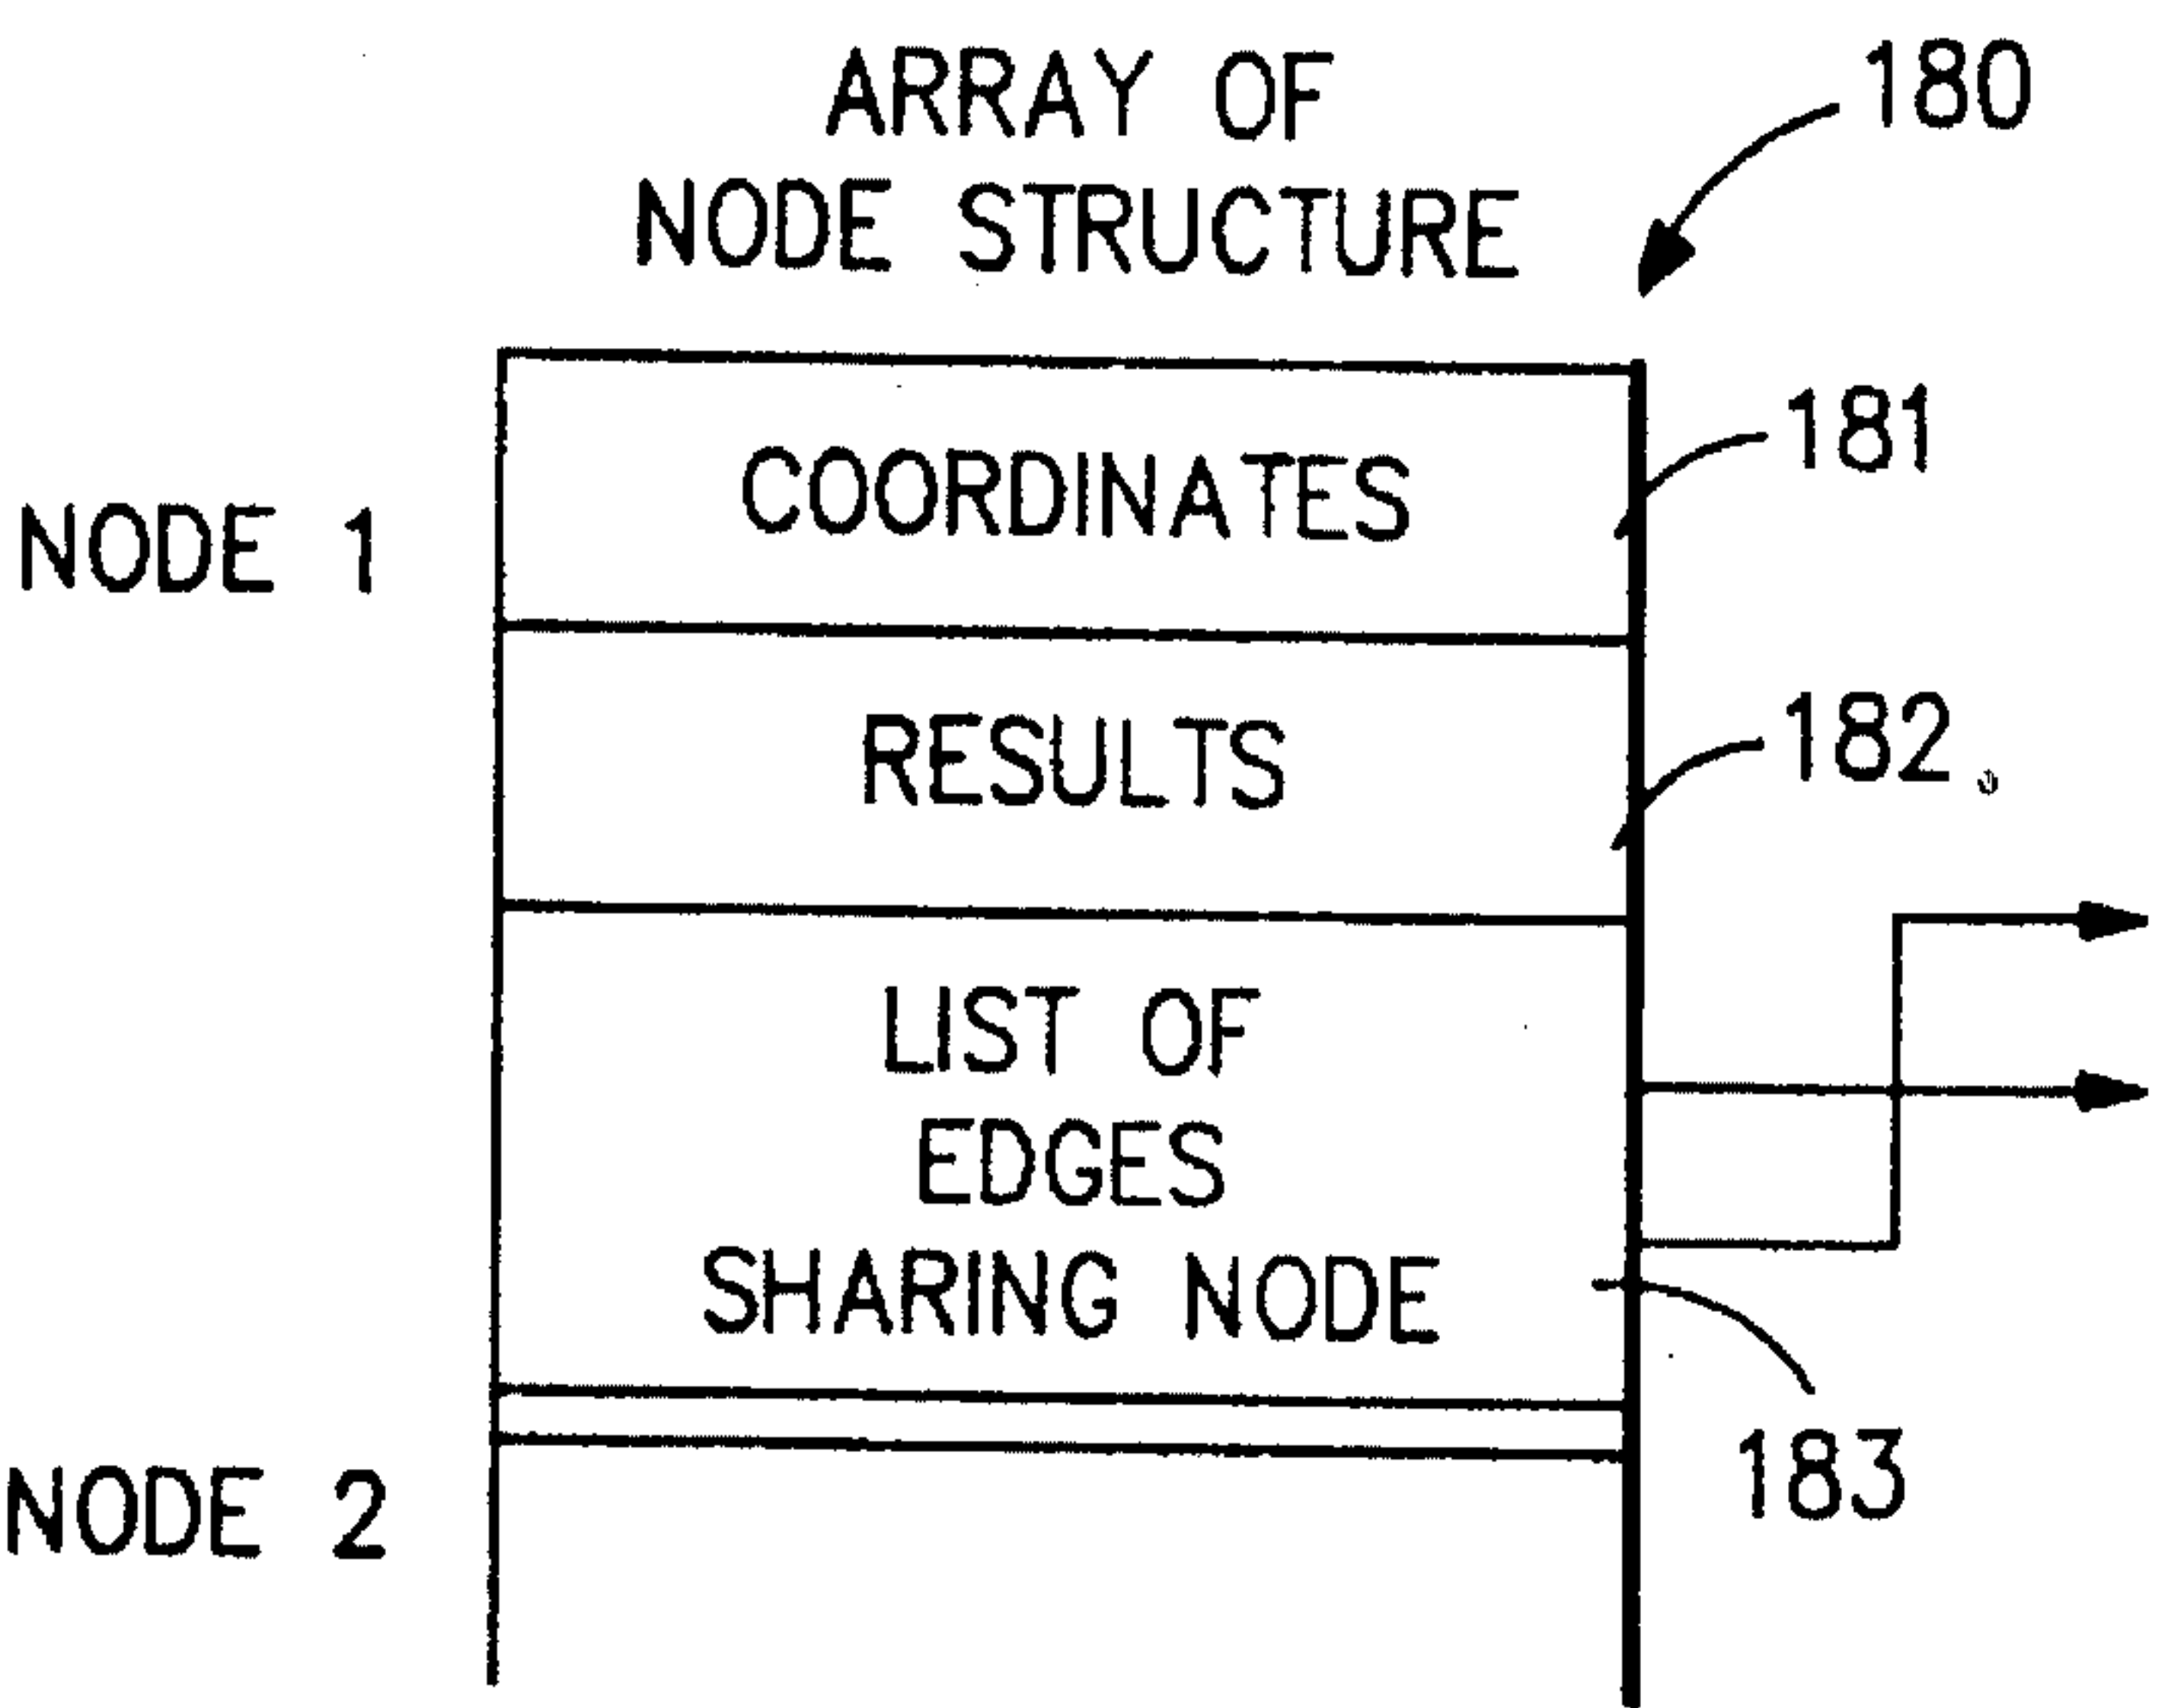 ARRAY OF
NODE STRUCTURE
180
NODE 1
COORDINATES
181
RESULTS
182
LIST OF
EDGES
SHARING NODE
183
NODE 2